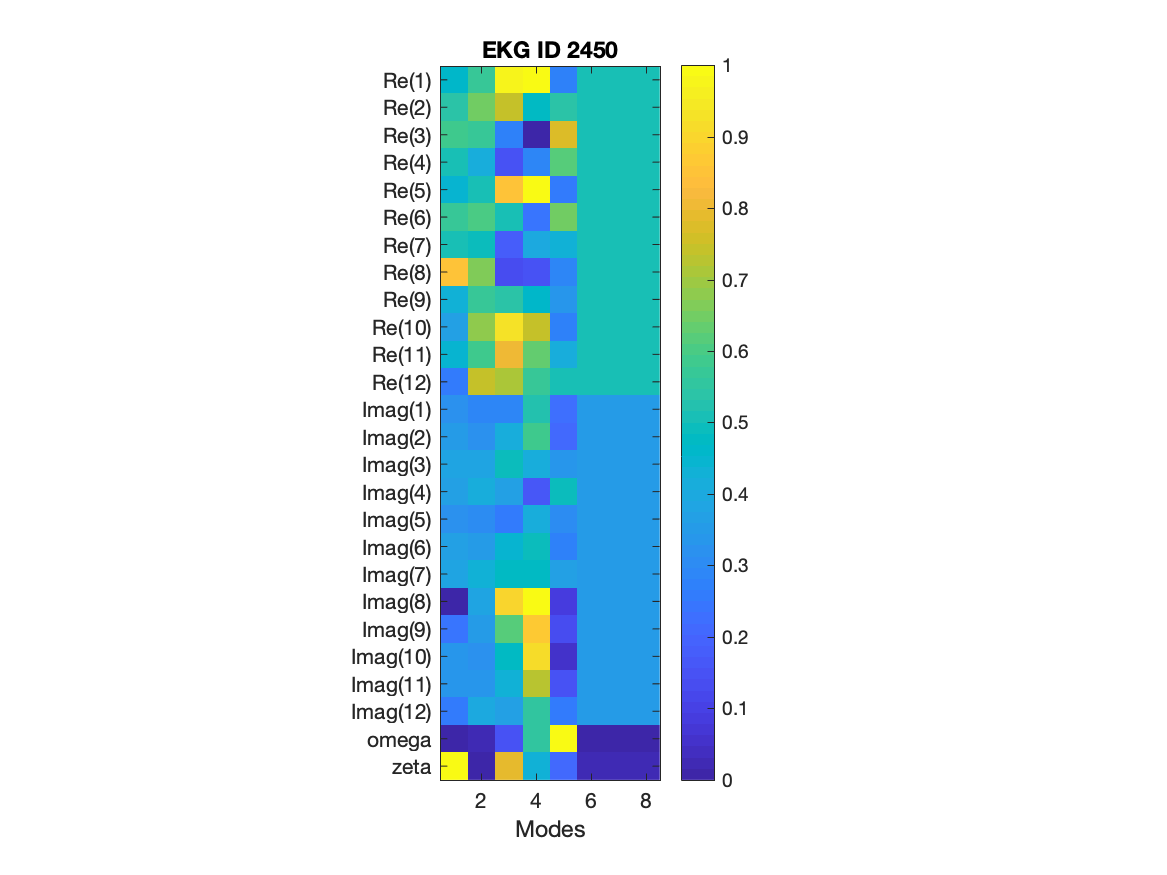 EKG ID 2450
Re(1)
Re(2)
Re(3)
Re(4)
Re(5)
Re(6)
Re(7)
Re(8)
Re(9)
Re(10)
Re(11)
Re(12)
Imag(1)
Imag(2)
Imag(3)
Imag(4)
Imag(5)
Imag(6)
Imag(7)
Imag(8)
Imag(9)
Imag(10)
Imag(11)
Imag(12)
omega
zeta
2 4 6 8
Modes
1
0.9
0.8
0.7
0.6
0.5
0.4
0.3
0.2
0.1
0